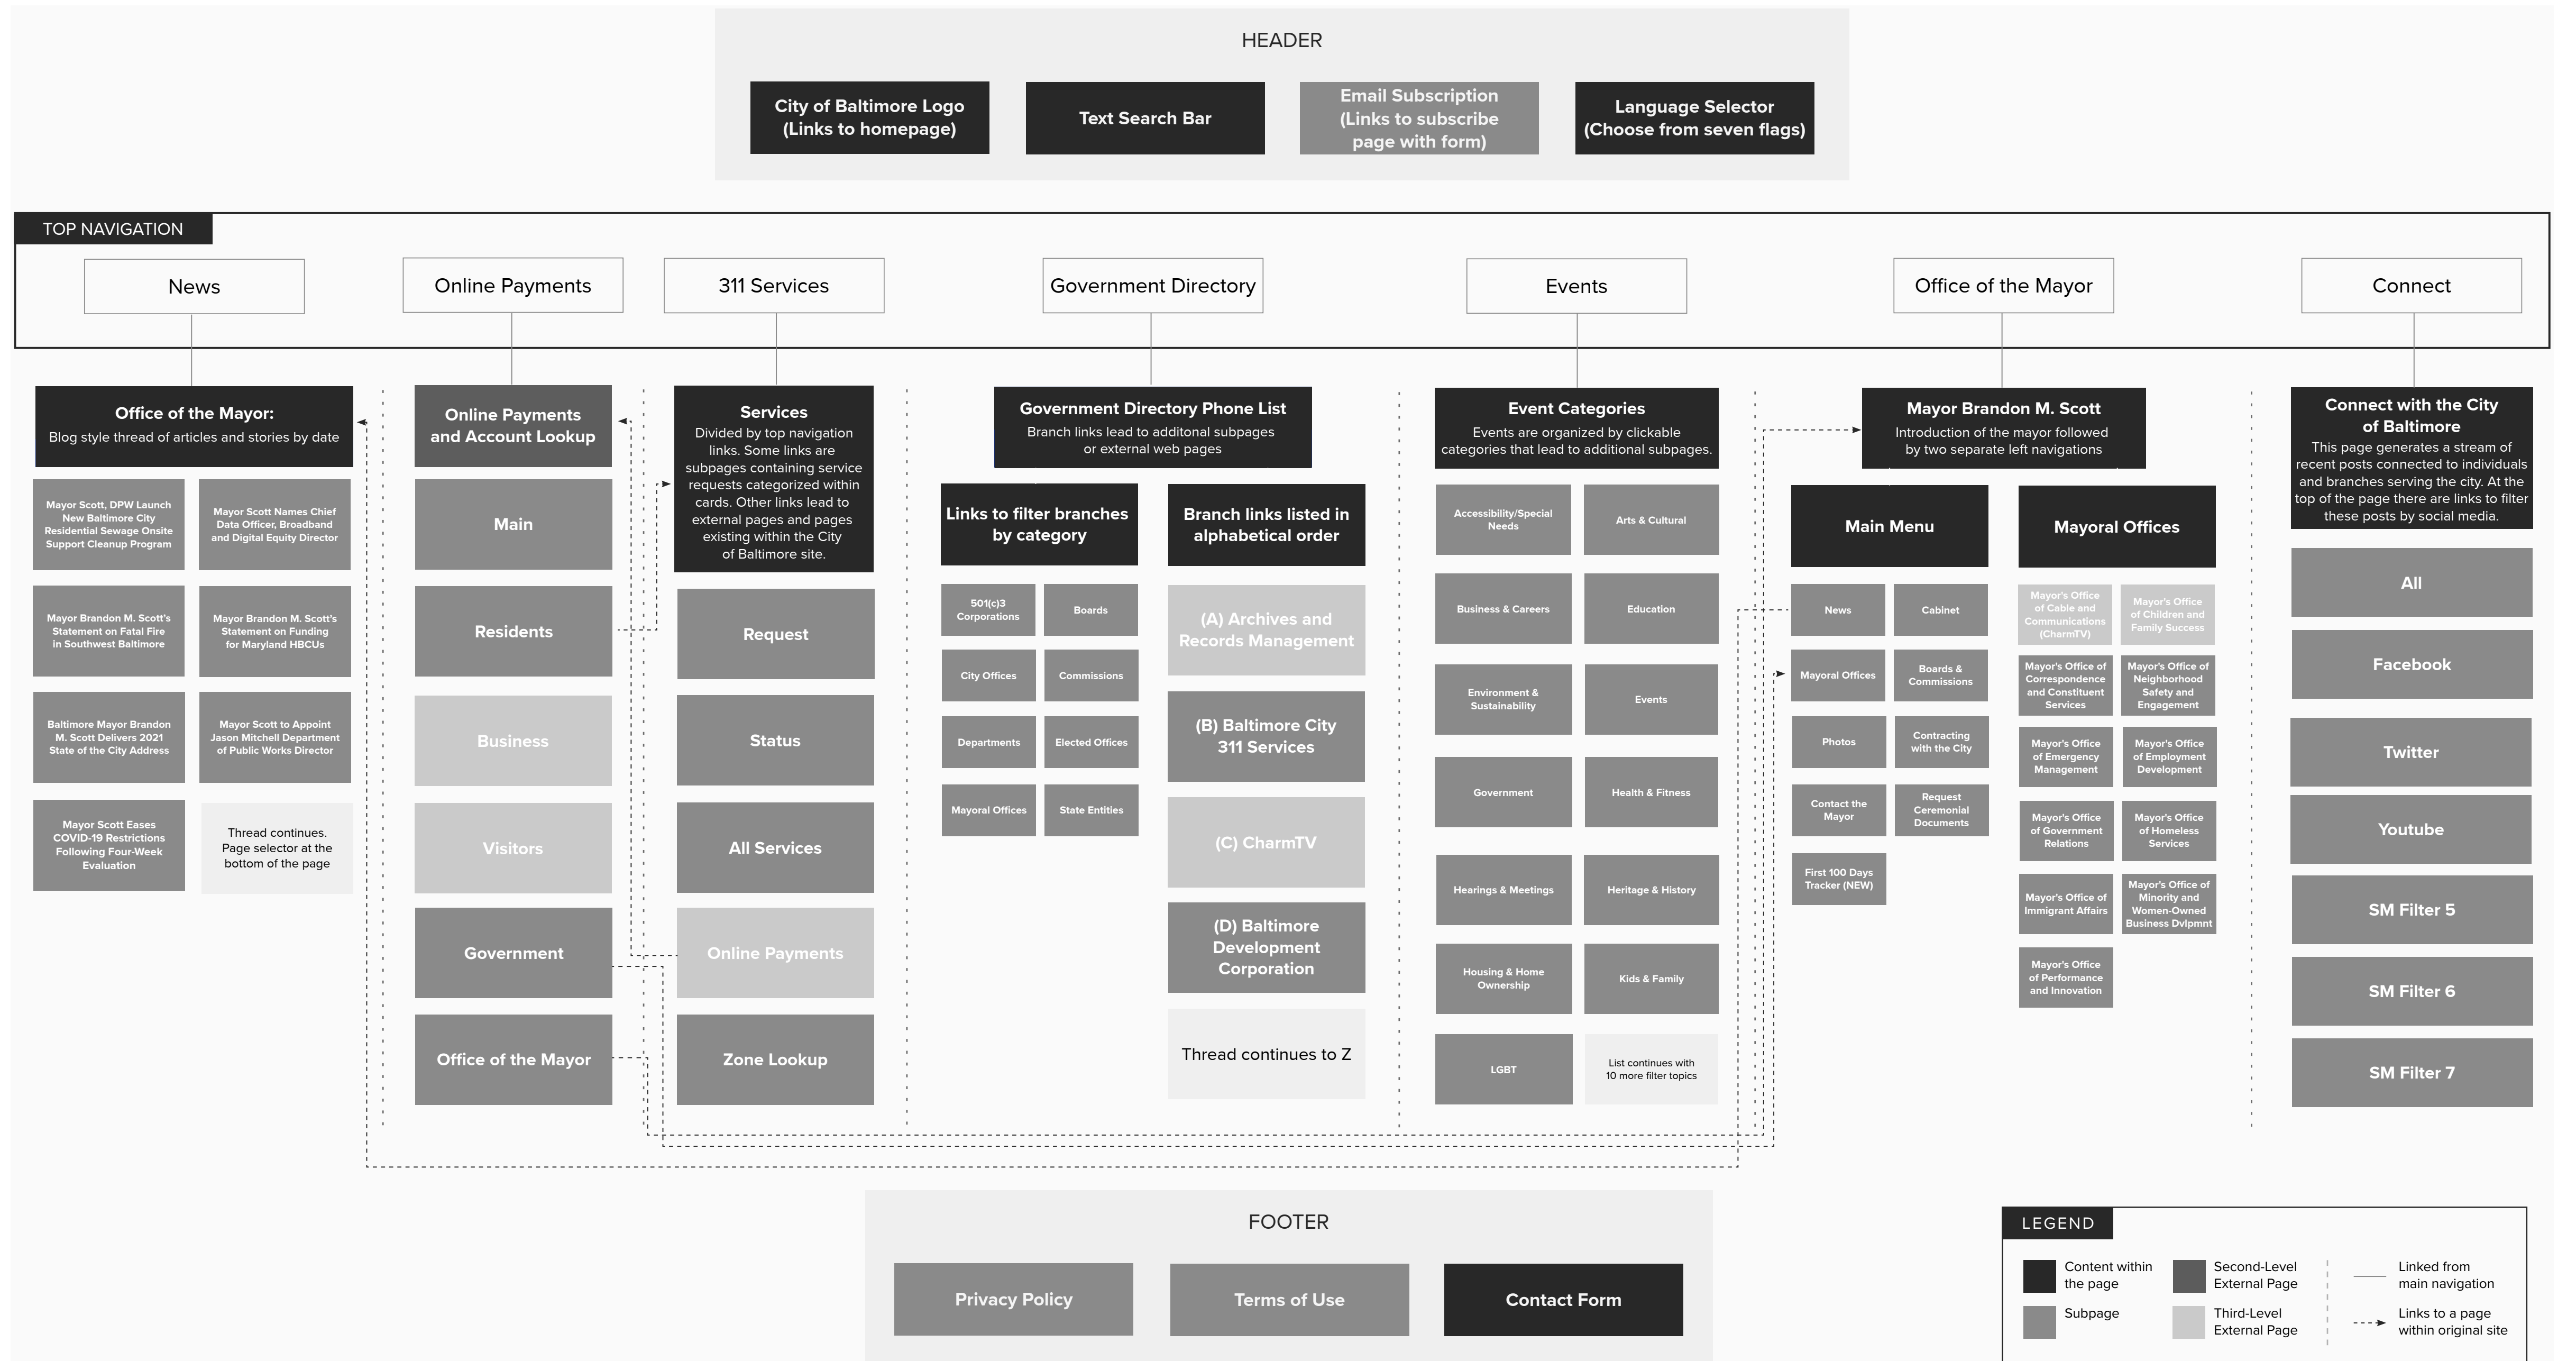 HEADER
City of Baltimore Logo
(Links to homepage)
Text Search Bar
Email Subscription
(Links to subscribe
page with form)
Language Selector
(Choose from seven flags)
TOP NAVIGATION
News
Online Payments
311 Services
Government Directory
Events
Office of the Mayor
Connect
Office of the Mayor:
Blog style thread of articles and stories by date
Mayor Scott, DPW Launch
New Baltimore City
Residential Sewage Onsite
Support Cleanup Program
Mayor Scott Names Chief
Data Officer, Broadband
and Digital Equity Director
Mayor Brandon M. Scott's
Statement on Fatal Fire
in Southwest Baltimore
Mayor Brandon M. Scott's
Statement on Funding
for Maryland HBCUs
Baltimore Mayor Brandon
M. Scott Delivers 2021
State of the City Address
Mayor Scott to Appoint
Jason Mitchell Department
of Public Works Director
Mayor Scott Eases
COVID-19 Restrictions
Following Four-Week
Evaluation
Thread continues.
Page selector at the
bottom of the page
Online Payments
and Account Lookup
Main
Residents
Business
Visitors
Government
Office of the Mayor
Services
Divided by top navigation
links. Some links are
subpages containing service
requests categorized within
cards. Other links lead to
external pages and pages
existing within the City
of Baltimore site.
Request
Status
All Services
Online Payments
Zone Lookup
Government Directory Phone List
Branch links lead to additonal subpages
or external web pages
Links to filter branches
by category
501(c)3
Corporations
Boards
City Offices
Commissions
Departments
Elected Offices
Mayoral Offices
State Entities
Branch links listed in
alphabetical order
(A) Archives and
Records Management
(B) Baltimore City
311 Services
(C) CharmTV
(D) Baltimore
Development
Corporation
Thread continues to Z
Event Categories
Events are organized by clickable
categories that lead to additional subpages.
Accessibility/Special
Needs
Arts & Cultural
Business & Careers
Education
Environment &
Sustainability
Events
Government
Health & Fitness
Hearings & Meetings
Heritage & History
Housing & Home
Ownership
Kids & Family
LGBT
List continues with
10 more filter topics
Mayor Brandon M. Scott
Introduction of the mayor followed
by two separate left navigations
Main Menu
News
Cabinet
Mayoral Offices
Boards &
Commissions
Photos
Contracting
with the City
Contact the
Mayor
Request
Ceremonial
Documents
First 100 Days
Tracker (NEW)
Mayoral Offices
Mayor's Office
of Cable and
Communications
(CharmTV)
Mayor's Office
of Children and
Family Success
Mayor's Office of
Correspondence
and Constituent
Services
Mayor's Office of
Neighborhood
Safety and
Engagement
Mayor's Office
of Emergency
Management
Mayor's Office
of Employment
Development
Mayor's Office
of Government
Relations
Mayor's Office
of Homeless
Services
Mayor's Office of
Immigrant Affairs
Mayor's Office of
Minority and
Women-Owned
Business Dvlpmnt
Mayor's Office
of Performance
and Innovation
Connect with the City
of Baltimore
This page generates a stream of
recent posts connected to individuals
and branches serving the city. At the
top of the page there are links to filter
these posts by social media.
All
Facebook
Twitter
Youtube
SM Filter 5
SM Filter 6
SM Filter 7
FOOTER
Privacy Policy
Terms of Use
Contact Form
LEGEND
Content within
the page
Subpage
Second-Level
External Page
Third-Level
External Page
Linked from
main navigation
Links to a page
within original site